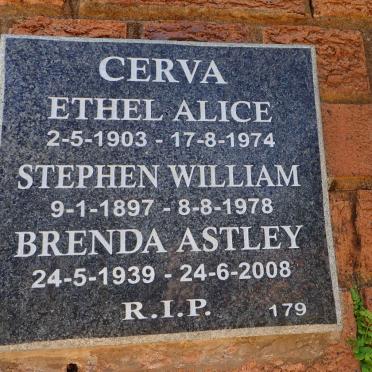 CERVA
ETHEL ALICE
2-5-1903 - 17-8-1974
STEPHEN WILLIAM
9-1-1897 - 8-8-1978
BRENDA ASTLEY
24-5-1939 - 24-6-2008
R.I.P. 179